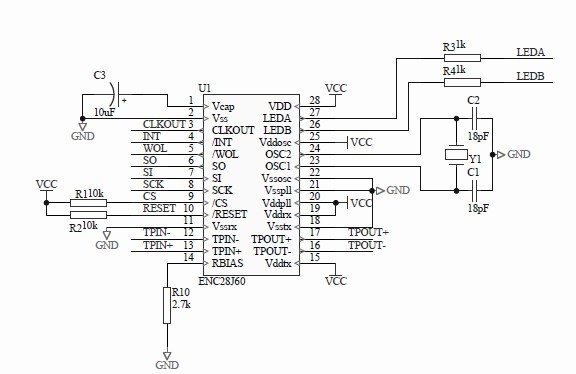 R3 1k LEDA
R4 1k LEDB
C3 U1 VCC C2
10uF 1 Vcap VDD 28
2 Vss LEDA 27
GND CLKOUT 3 CLKOUT LEDB 26 18pF
INT 4 /INT Vddosc 25 VCC
WOL 5 /WOL OSC2 24 Y1 GND
SO 6 SO OSC1 23 C1
SI 7 SI Vssosc 22
VCC SCK 8 SCK Vsspll 21 GND
R1 10k CS 9 /CS Vddpll 20 VCC 18pF
RESET 10 /RESET Vddrx 19
R2 10k 11 Vssrx Vsstx 18
TPIN- 12 TPIN- TPOUT+ 17 TPOUT+
GND TPIN+ 13 TPIN+ TPOUT- 16 TPOUT-
14 RBIAS Vddtx 15
ENC28J60 VCC
R10
2.7k
GND